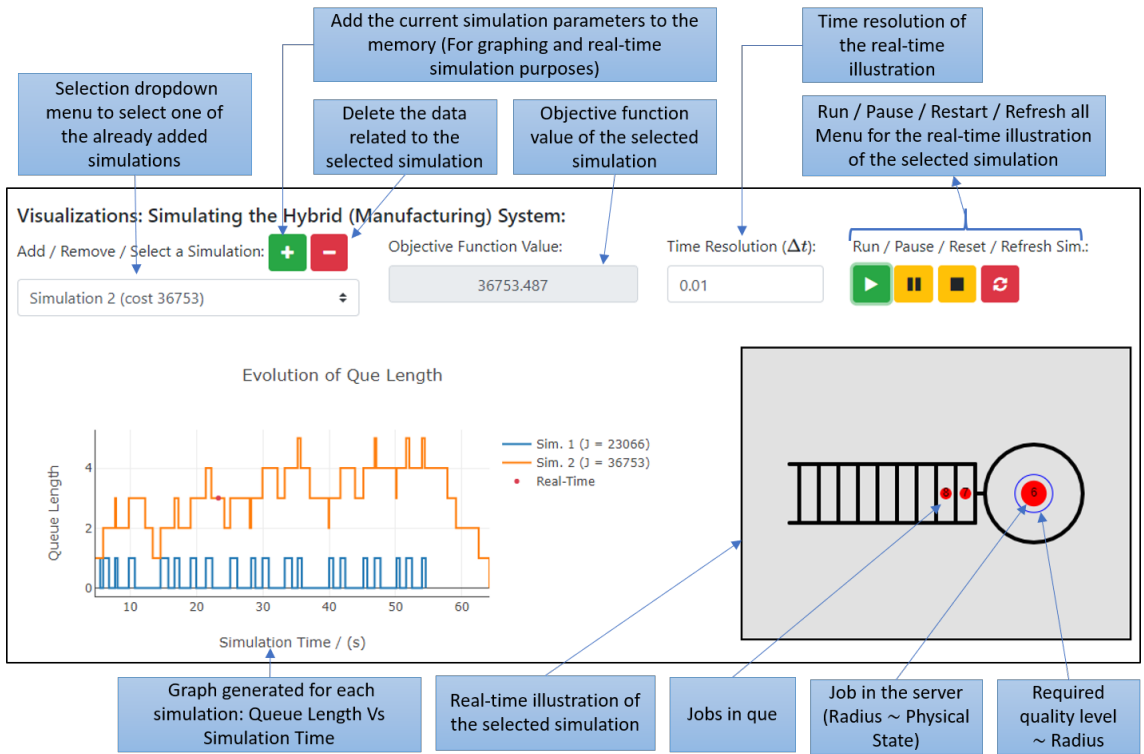 Add the current simulation parameters to
the memory (For graphing and real-time
simulation purposes)
Time resolution of
the real-time
illustration
Selection dropdown
menu to select one of
the already added
simulations
Delete the data
related to the
selected simulation
Objective function
value of the selected
simulation
Run / Pause / Restart / Refresh all
Menu for the real-time illustration
of the selected simulation
Visualizations: Simulating the Hybrid (Manufacturing) System:
Add / Remove / Select a Simulation:
Objective Function Value:
Time Resolution (Δt):
Run / Pause / Reset / Refresh Sim.:
Simulation 2 (cost 36753)
36753.487
0.01
Evolution of Que Length
Sim. 1 (J = 23066)
Sim. 2 (J = 36753)
Real-Time
Queue Length
4
2
0
10 20 30 40 50 60
Simulation Time / (s)
8 7 6
Graph generated for each
simulation: Queue Length Vs
Simulation Time
Real-time illustration of
the selected simulation
Jobs in que
Job in the server
(Radius ~ Physical
State)
Required
quality level
~ Radius